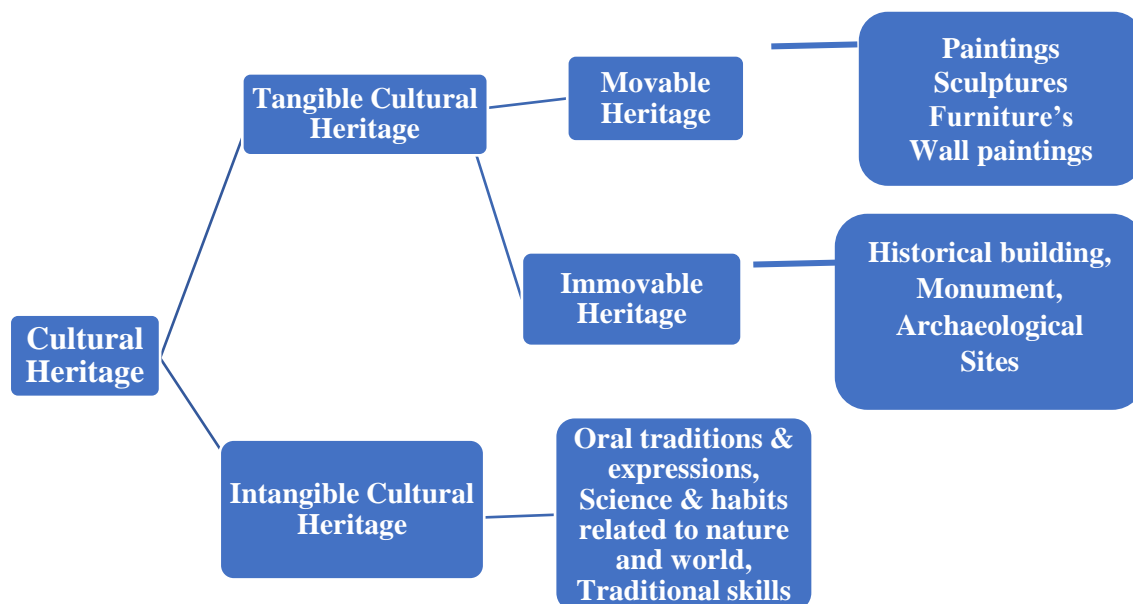 Cultural
Heritage
Tangible Cultural
Heritage
Movable
Heritage
Paintings
Sculptures
Furniture’s
Wall paintings
Immovable
Heritage
Historical building,
Monument,
Archaeological
Sites
Intangible Cultural
Heritage
Oral traditions &
expressions,
Science & habits
related to nature
and world,
Traditional skills